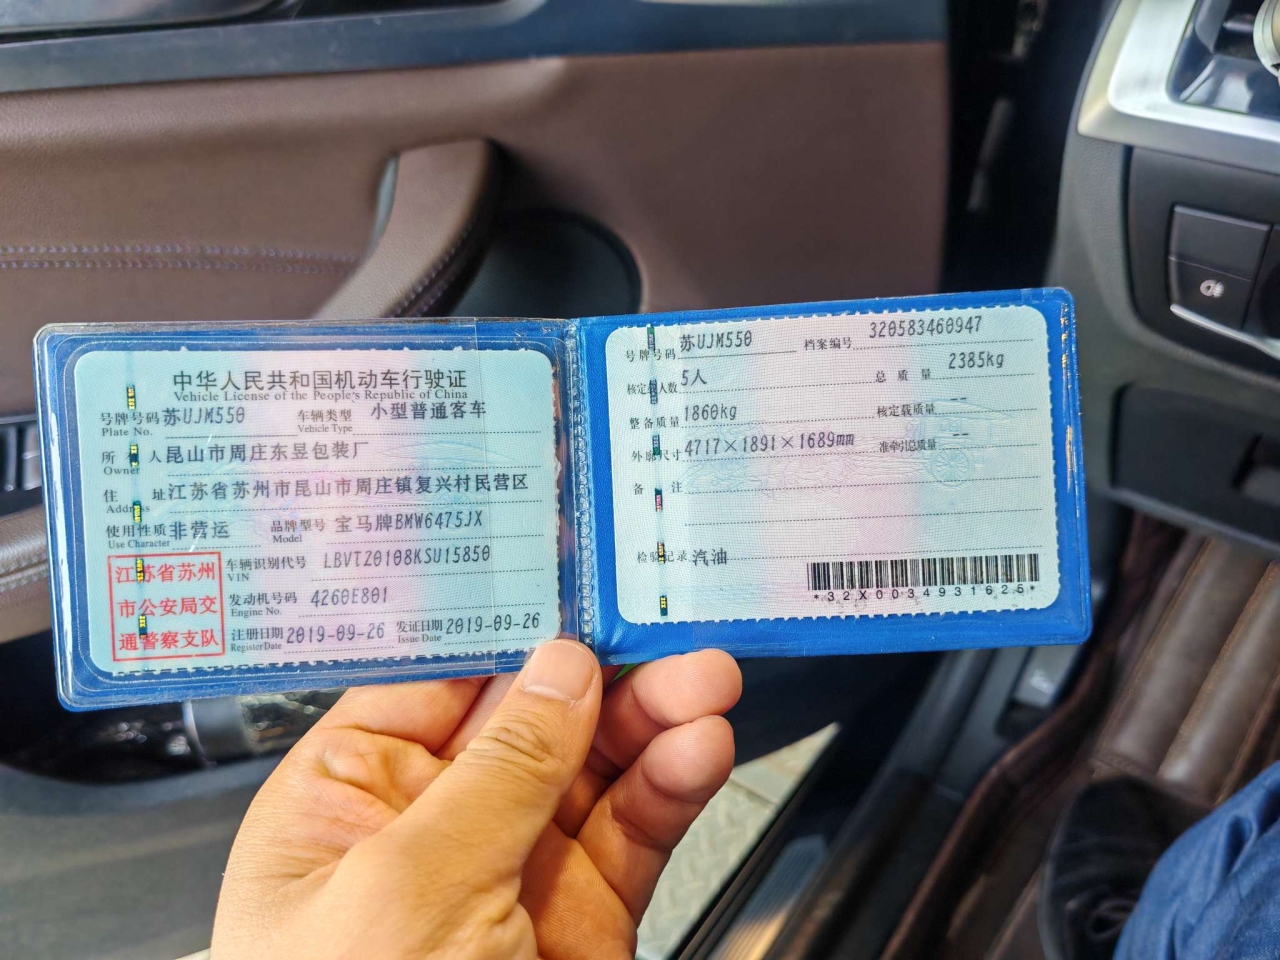 中华人民共和国机动车行驶证
Vehicle License of the People's Republic of China
号牌号码 苏UJM550 车辆类型 小型普通客车
Plate No. Vehicle Type
所有人 昆山市周庄东昱包装厂
Owner
住址 江苏省苏州市昆山市周庄镇复兴村民营区
Address
使用性质 非营运 品牌型号 宝马牌BMW6475JX
Use Character Model
江苏省苏州
市公安局交
通警察支队
车辆识别代号 LBVTZ0108KSU15850
VIN
发动机号码 4260E801
Engine No.
注册日期 2019-09-26 发证日期 2019-09-26
Register Date Issue Date
号牌号码 苏UJM550 档案编号 320583460947
核定载人数 5人 总质量 2385kg
整备质量 1860kg 核定载质量 --
外廓尺寸 4717×1891×1689mm 准牵引总质量 --
备注
检验记录 汽油
*32X0034931625*